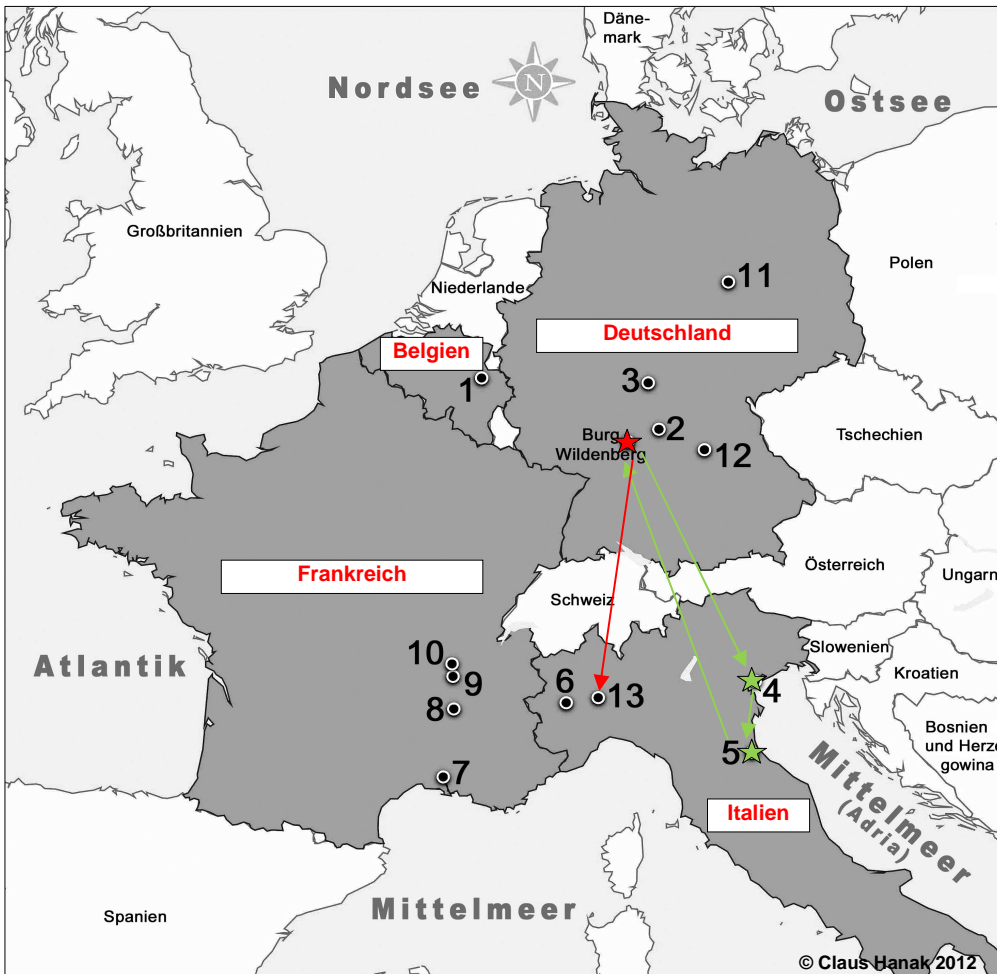 Däne-
mark
Nordsee
N
Ostsee
Großbritannien
Polen
Niederlande
11
Deutschland
Belgien
1
3
2
Burg
Wildenberg
12
Tschechien
Frankreich
Österreich
Ungarn
Schweiz
Slowenien
Atlantik
10
9
8
6
13
4
Kroatien
7
5
Bosnien
und Herze
gowina
Mittelmeer
(Adria)
Italien
Spanien
Mittelmeer
© Claus Hanak 2012